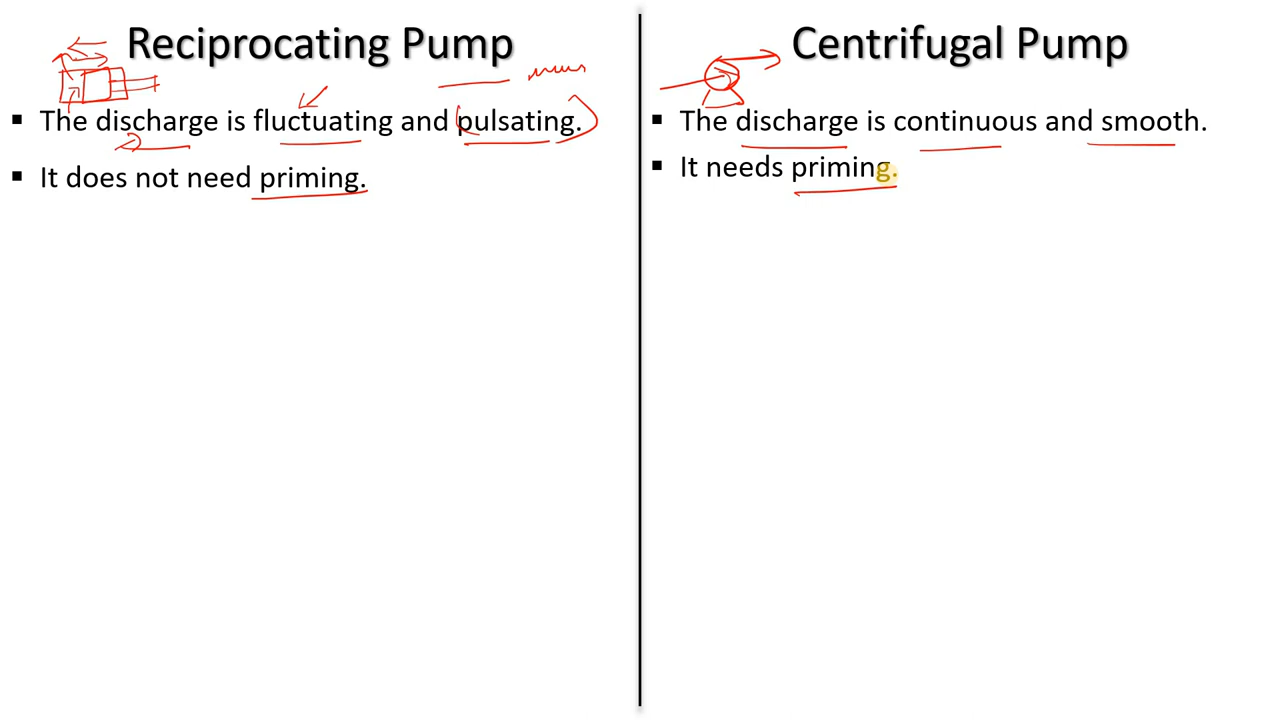 Reciprocating Pump
▪ The discharge is fluctuating and pulsating.
▪ It does not need priming.
Centrifugal Pump
▪ The discharge is continuous and smooth.
▪ It needs priming.